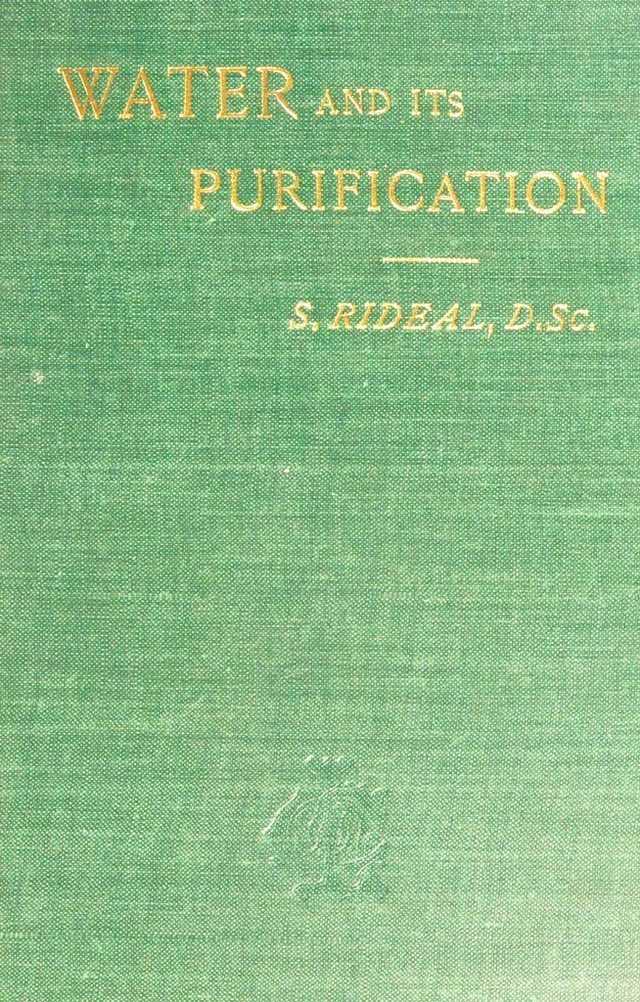 WATER AND ITS
PURIFICATION
S. RIDEAL, D.Sc.